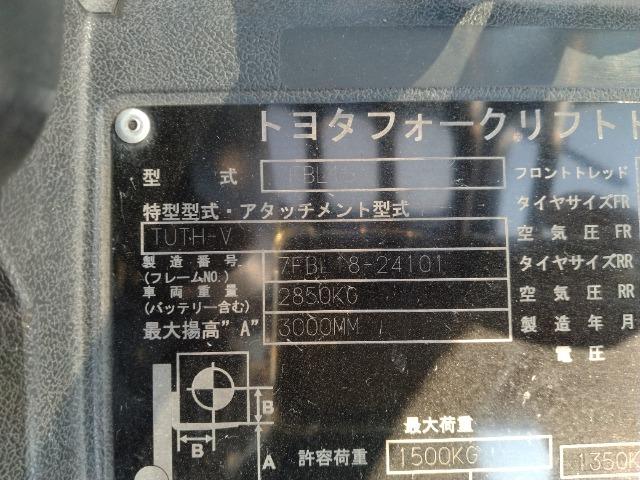 トヨタフォークリフト
型 式 7FBL15 フロントトレッド
特型型式・アタッチメント型式 タイヤサイズFR
TUTH-V 空気圧FR
製造番号 (フレームNO.) 7FBL18-24101 タイヤサイズRR
車両重量 (バッテリー含む) 2850KG 空気圧RR
最大揚高"A" 3000MM 製造年月
電圧
B
B
A
最大荷重
許容荷重 1500KG 1350K